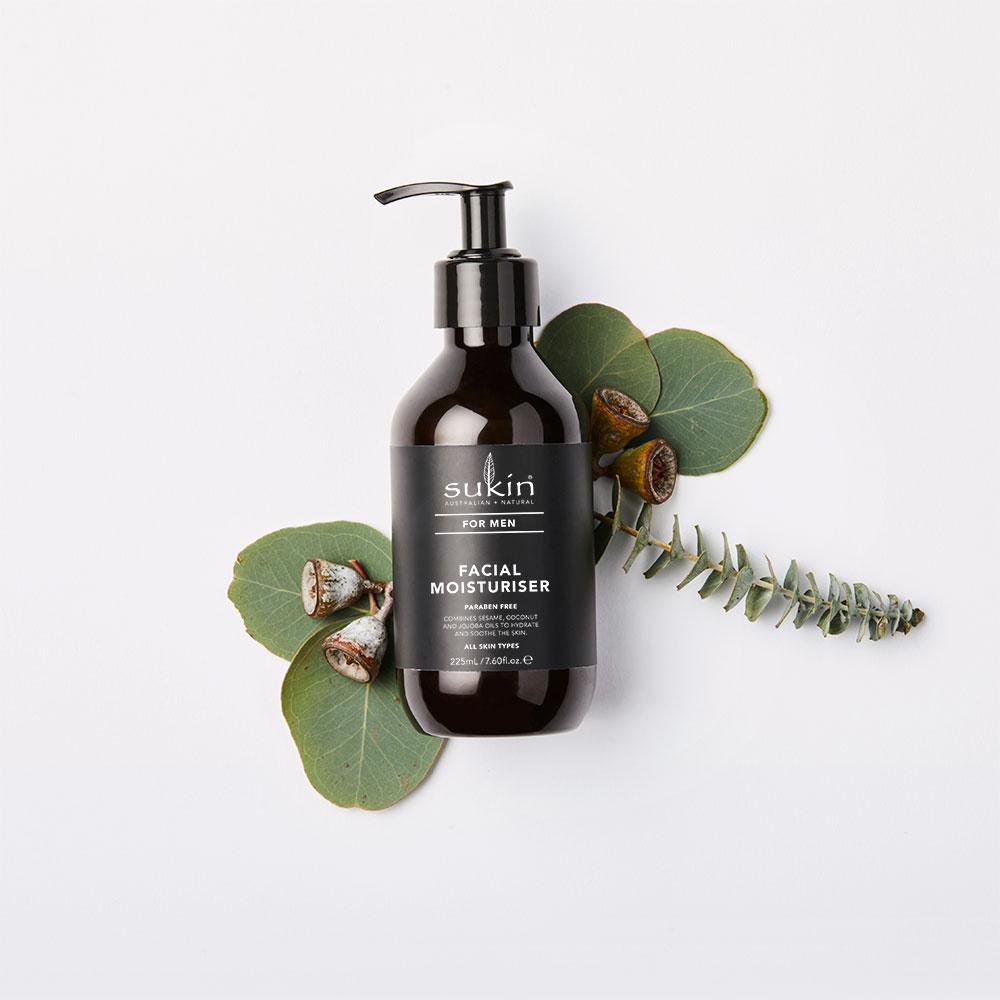 sukin®
AUSTRALIAN + NATURAL
FOR MEN
FACIAL
MOISTURISER
PARABEN FREE
COMBINES SESAME, COCONUT
AND JOJOBA OILS TO HYDRATE
AND SOOTHE THE SKIN.
ALL SKIN TYPES
225mL / 7.60fl.oz. ℮